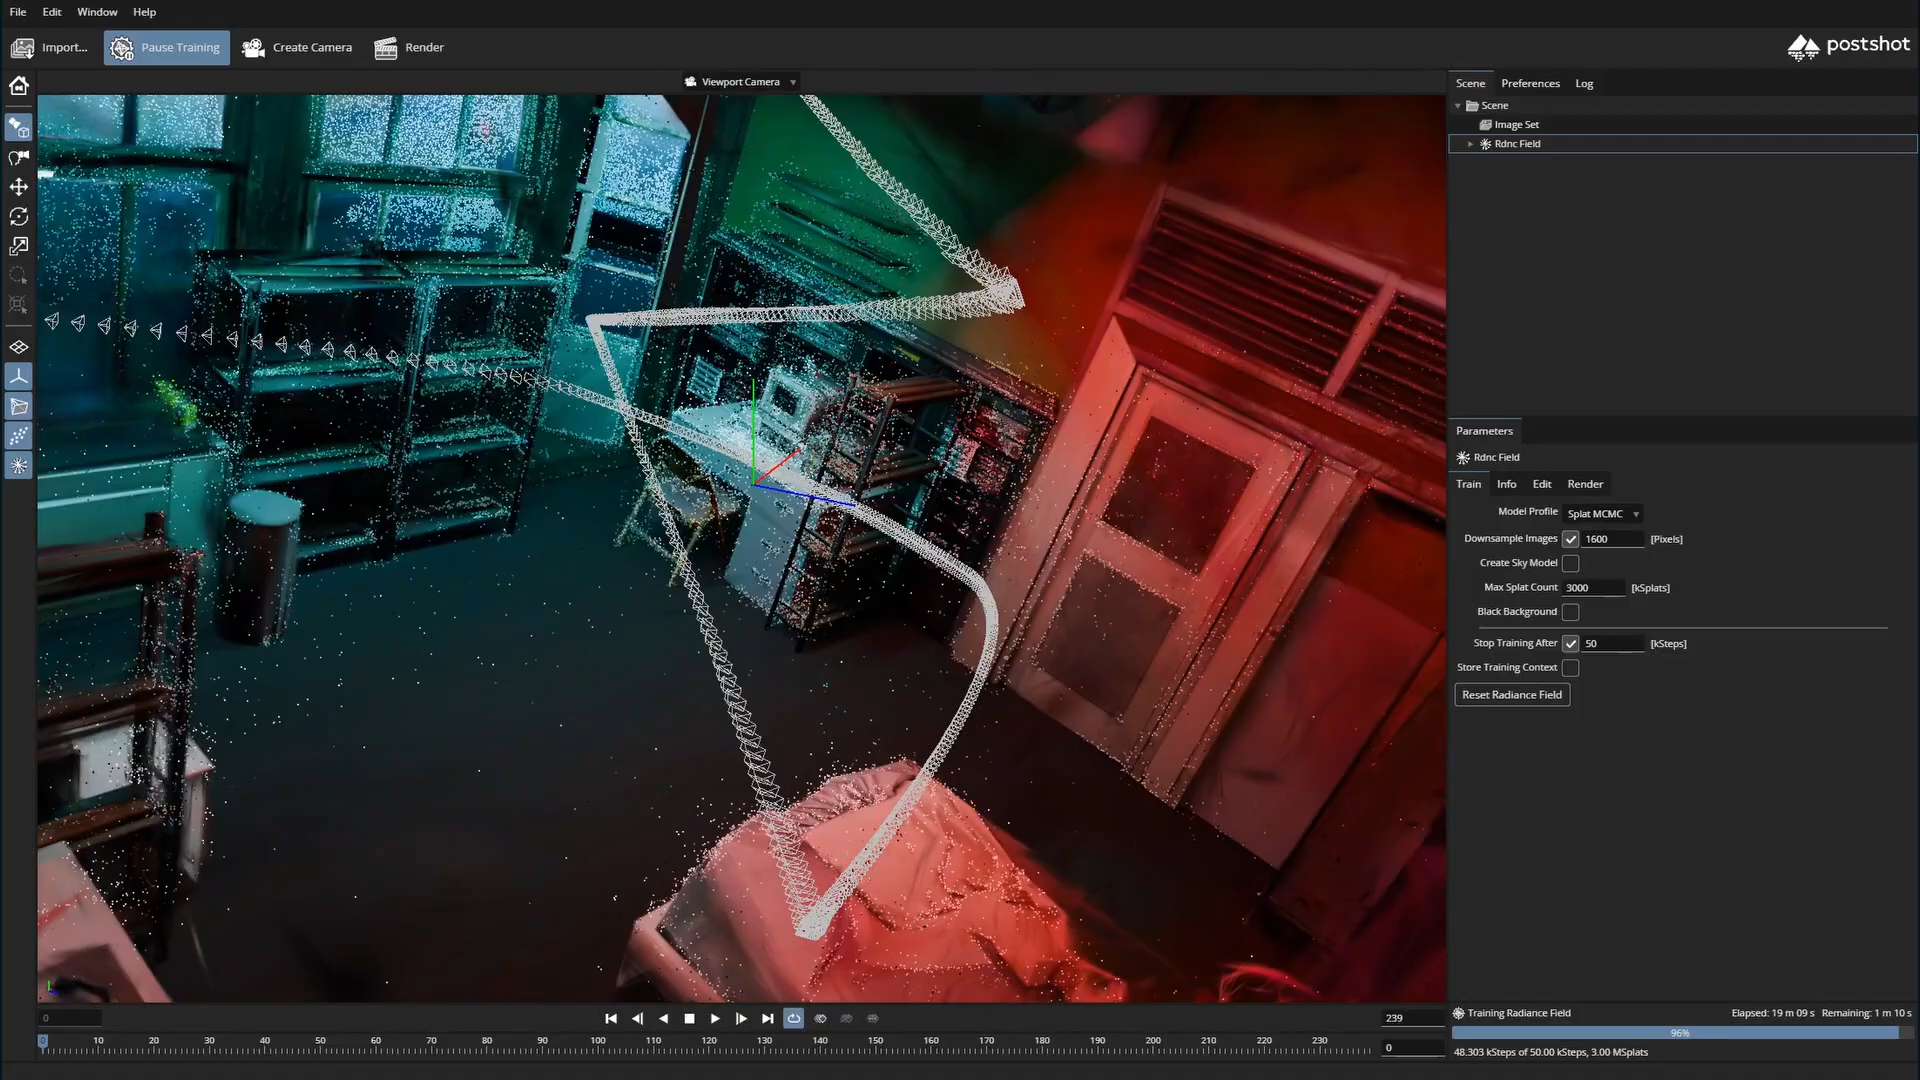 File Edit Window Help
Import... Pause Training Create Camera Render postshot
Viewport Camera
Scene Preferences Log
Scene
Image Set
Rdnc Field
Parameters
Rdnc Field
Train Info Edit Render
Model Profile Splat MCMC
Downsample Images 1600 [Pixels]
Create Sky Model
Max Splat Count 3000 [kSplats]
Black Background
Stop Training After 50 [kSteps]
Store Training Context
Reset Radiance Field
0 239
0 10 20 30 40 50 60 70 80 90 100 110 120 130 140 150 160 170 180 190 200 210 220 230 0
Training Radiance Field Elapsed: 19 m 09 s Remaining: 1 m 10 s
96%
48.303 kSteps of 50.00 kSteps, 3.00 MSplats